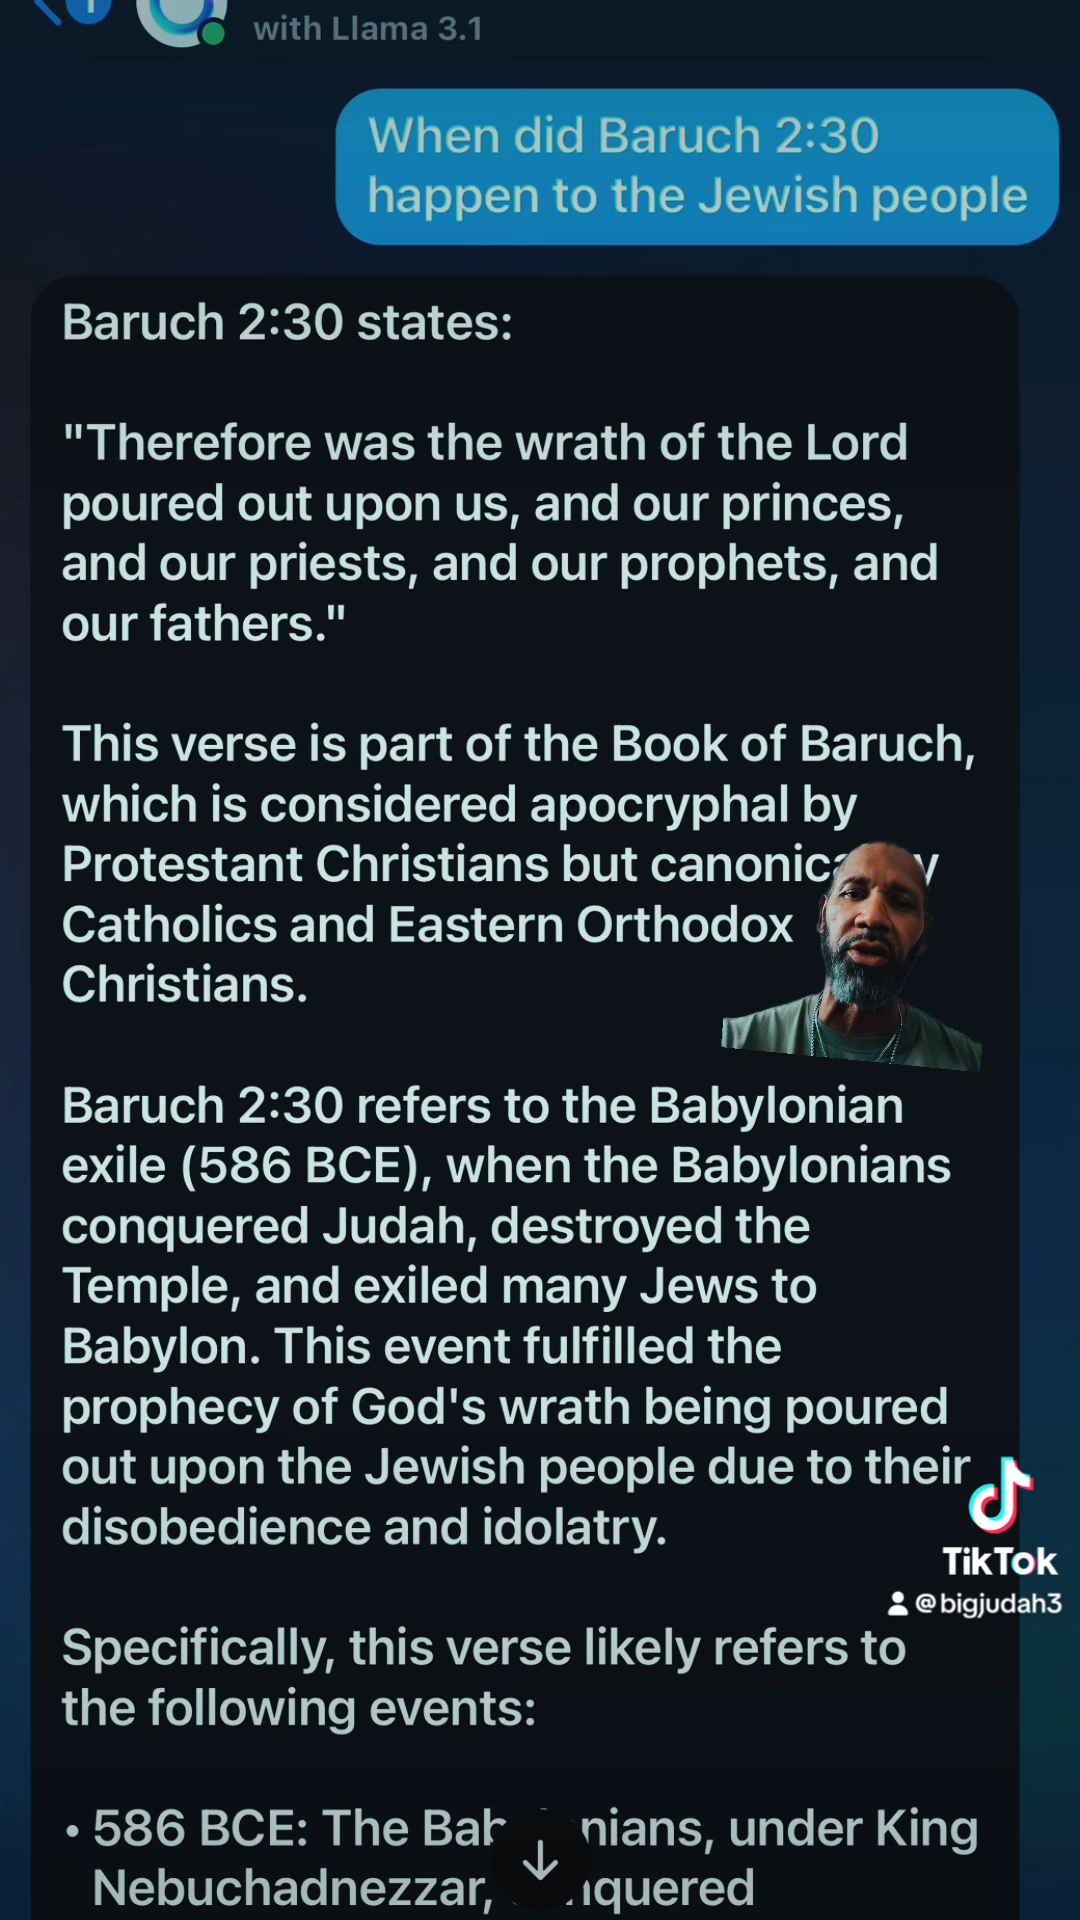 1
with Llama 3.1
When did Baruch 2:30
happen to the Jewish people
Baruch 2:30 states:
"Therefore was the wrath of the Lord
poured out upon us, and our princes,
and our priests, and our prophets, and
our fathers."
This verse is part of the Book of Baruch,
which is considered apocryphal by
Protestant Christians but
Catholics and Eastern Orthodox
Christians.
Baruch 2:30 refers to the Babylonian
exile (586 BCE), when the Babylonians
conquered Judah, destroyed the
Temple, and exiled many Jews to
Babylon. This event fulfilled the
prophecy of God's wrath being poured
out upon the Jewish people due to their
disobedience and idolatry.
TikTok
@bigjudah3
Specifically, this verse likely refers to
the following events:
• 586 BCE: The under King
Nebuchadnezzar,